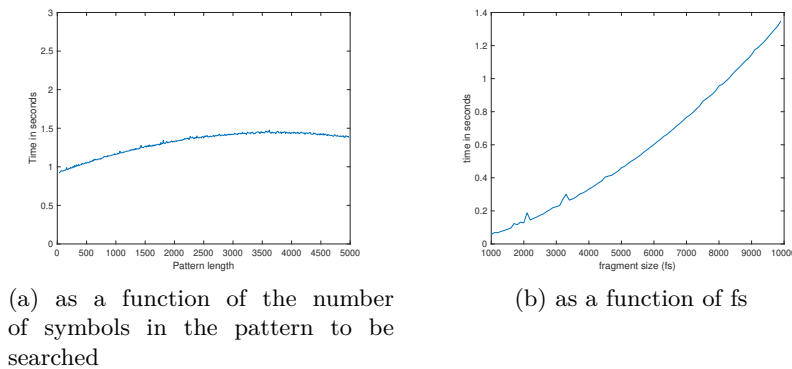 3
2.5
2
1.5
1
0.5
0
Time in seconds
0 500 1000 1500 2000 2500 3000 3500 4000 4500 5000
Pattern length
(a) as a function of the number
of symbols in the pattern to be
searched
1.4
1.2
1
0.8
0.6
0.4
0.2
0
time in seconds
1000 2000 3000 4000 5000 6000 7000 8000 9000 10000
fragment size (fs)
(b) as a function of fs